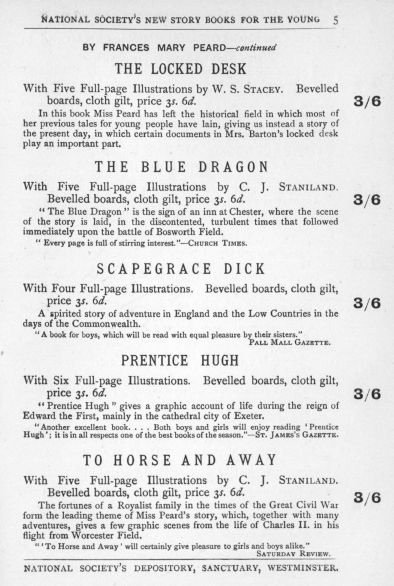 NATIONAL SOCIETY'S NEW STORY BOOKS FOR THE YOUNG 5
BY FRANCES MARY PEARD—continued
THE LOCKED DESK
With Five Full-page Illustrations by W. S. STACEY. Bevelled
boards, cloth gilt, price 3s. 6d.
3/6
In this book Miss Peard has left the historical field in which most of
her previous tales for young people have lain, giving us instead a story of
the present day, in which certain documents in Mrs. Barton's locked desk
play an important part.
THE BLUE DRAGON
With Five Full-page Illustrations by C. J. STANILAND.
Bevelled boards, cloth gilt, price 3s. 6d.
3/6
"The Blue Dragon" is the sign of an inn at Chester, where the scene
of the story is laid, in the discontented, turbulent times that followed
immediately upon the battle of Bosworth Field.
"Every page is full of stirring interest."—CHURCH TIMES.
SCAPEGRACE DICK
With Four Full-page Illustrations. Bevelled boards, cloth gilt,
price 3s. 6d.
3/6
A spirited story of adventure in England and the Low Countries in the
days of the Commonwealth.
"A book for boys, which will be read with equal pleasure by their sisters."
PALL MALL GAZETTE.
PRENTICE HUGH
With Six Full-page Illustrations. Bevelled boards, cloth gilt,
price 3s. 6d.
3/6
"Prentice Hugh" gives a graphic account of life during the reign of
Edward the First, mainly in the cathedral city of Exeter.
"Another excellent book. . . . Both boys and girls will enjoy reading 'Prentice
Hugh'; it is in all respects one of the best books of the season."—ST. JAMES'S GAZETTE.
TO HORSE AND AWAY
With Five Full-page Illustrations by C. J. STANILAND.
Bevelled boards, cloth gilt, price 3s. 6d.
3/6
The fortunes of a Royalist family in the times of the Great Civil War
form the leading theme of Miss Peard's story, which, together with many
adventures, gives a few graphic scenes from the life of Charles II. in his
flight from Worcester Field.
"'To Horse and Away' will certainly give pleasure to girls and boys alike."
SATURDAY REVIEW.
NATIONAL SOCIETY'S DEPOSITORY, SANCTUARY, WESTMINSTER.